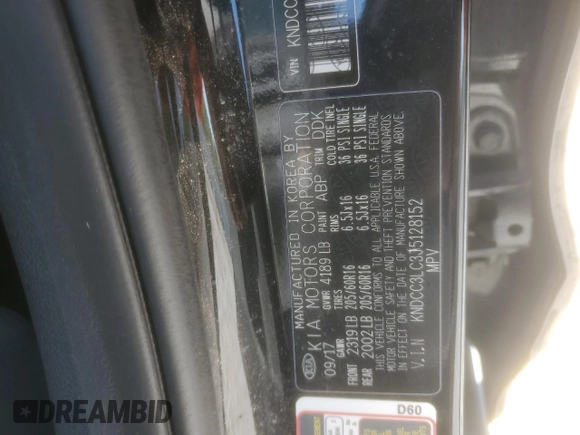 VIN KNDCC
MANUFACTURED IN KOREA BY
KIA KIA MOTORS CORPORATION
09/17 GVWR 4189 LB PAINT ABP TRIM DDK
GAWR TIRES RIMS COLD TIRE INFL
FRONT 2319 LB 205/60R16 6.5Jx16 36 PSI SINGLE
REAR 2002 LB 205/60R16 6.5Jx16 36 PSI SINGLE
THIS VEHICLE CONFORMS TO ALL APPLICABLE U.S.A. FEDERAL
MOTOR VEHICLE SAFETY AND THEFT PREVENTION STANDARDS
IN EFFECT ON THE DATE OF MANUFACTURE SHOWN ABOVE.
V.I.N KNDCC3LC3J5128152
MPV
D60
DREAMBID